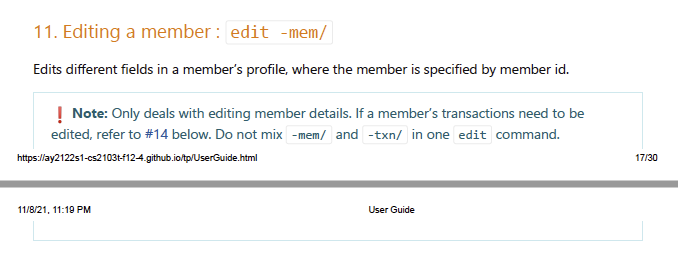 11. Editing a member : edit -mem/
Edits different fields in a member's profile, where the member is specified by member id.
❗ Note: Only deals with editing member details. If a member's transactions need to be
edited, refer to #14 below. Do not mix -mem/ and -txn/ in one edit command.
https://ay2122s1-cs2103t-f12-4.github.io/tp/UserGuide.html 17/30
11/8/21, 11:19 PM User Guide